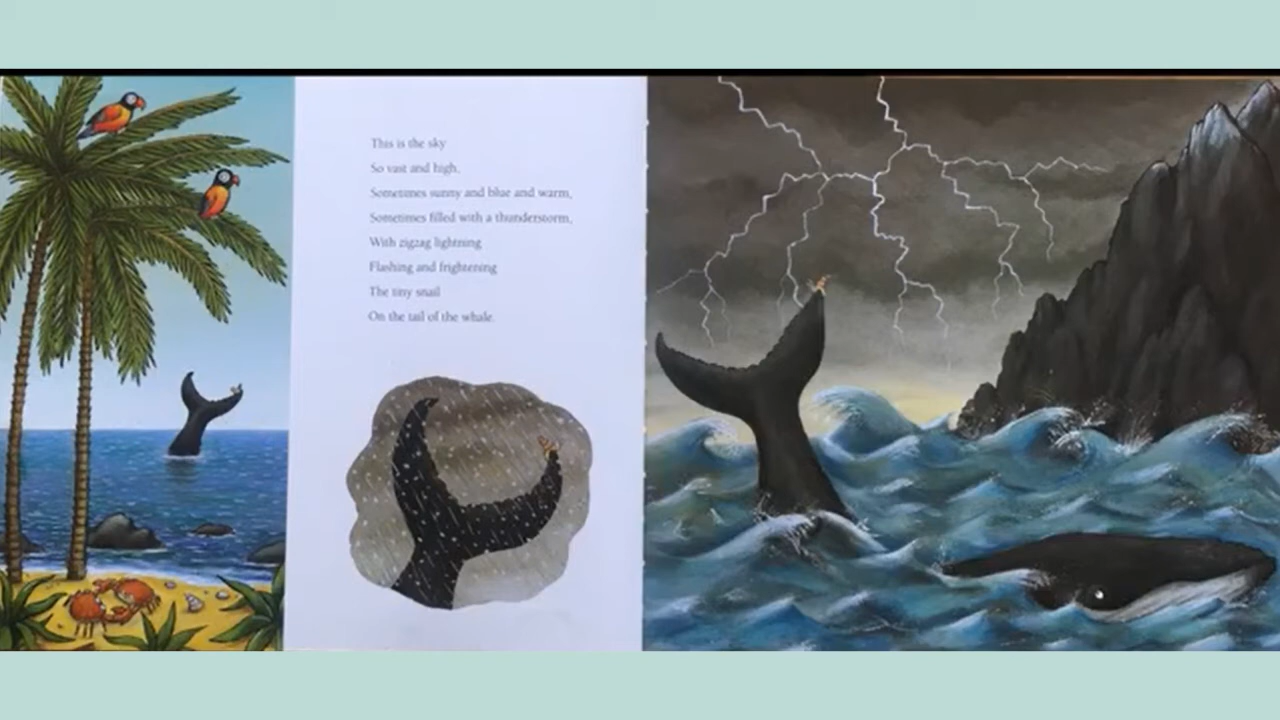 This is the sky
So vast and high,
Sometimes sunny and blue and warm,
Sometimes filled with a thunderstorm,
With zigzag lightning
Flashing and frightening
The tiny snail
On the tail of the whale.